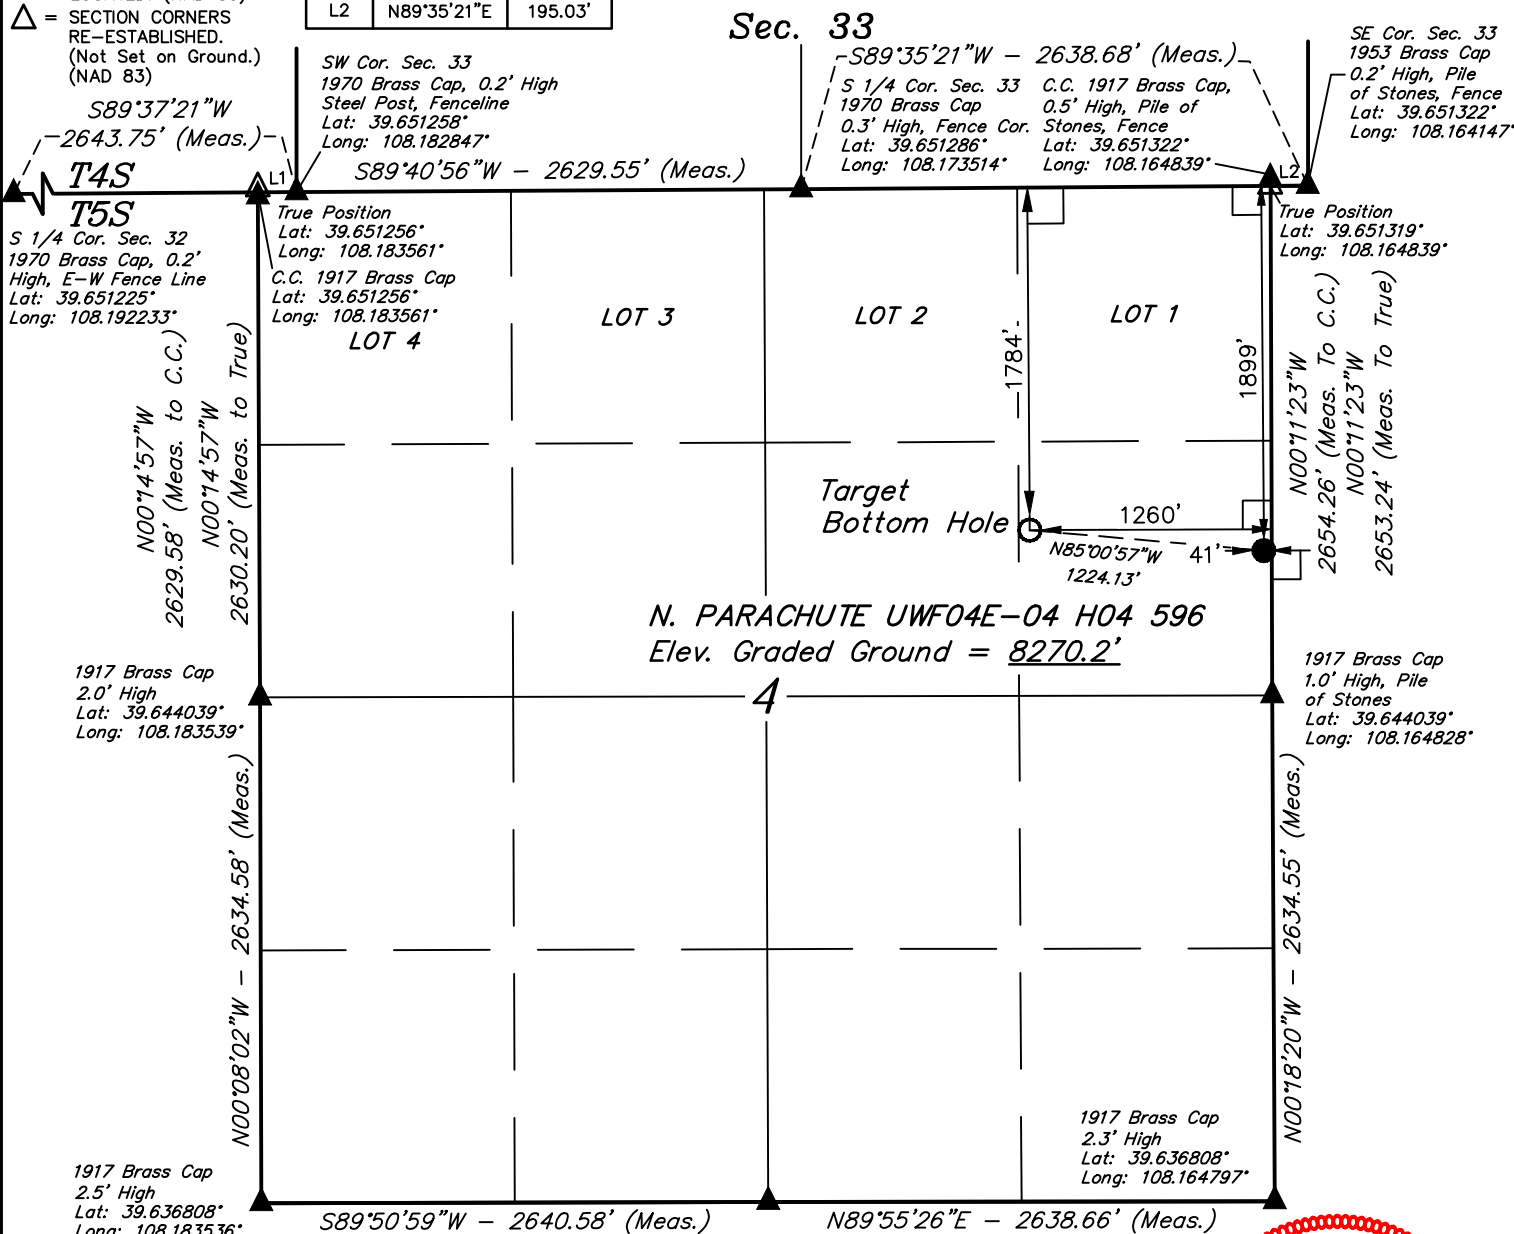 △ = SECTION CORNERS
RE-ESTABLISHED.
(Not Set on Ground.)
(NAD 83)
L2 N89°35'21"E 195.03'
Sec. 33
S89°37'21"W
2643.75' (Meas.)
SW Cor. Sec. 33
1970 Brass Cap, 0.2' High
Steel Post, Fenceline
Lat: 39.651258°
Long: 108.182847°
S89°40'56"W - 2629.55' (Meas.)
S89°35'21"W - 2638.68' (Meas.)
S 1/4 Cor. Sec. 33
1970 Brass Cap
0.3' High, Fence Cor.
Lat: 39.651286°
Long: 108.173514°
C.C. 1917 Brass Cap,
0.5' High, Pile of
Stones, Fence
Lat: 39.651322°
Long: 108.164839°
SE Cor. Sec. 33
1953 Brass Cap
0.2' High, Pile
of Stones, Fence
Lat: 39.651322°
Long: 108.164147°
T4S
T5S
L1
L2
S 1/4 Cor. Sec. 32
1970 Brass Cap, 0.2'
High, E-W Fence Line
Lat: 39.651225°
Long: 108.192233°
True Position
Lat: 39.651256°
Long: 108.183561°
C.C. 1917 Brass Cap
Lat: 39.651256°
Long: 108.183561°
True Position
Lat: 39.651319°
Long: 108.164839°
LOT 4
LOT 3
LOT 2
LOT 1
N00°14'57"W
2629.58' (Meas. to C.C.)
N00°14'57"W
2630.20' (Meas. to True)
1784'
1899'
N00°11'23"W
2654.26' (Meas. To C.C.)
N00°11'23"W
2653.24' (Meas. To True)
Target
Bottom Hole
1260'
N85°00'57"W
1224.13'
41'
N. PARACHUTE UWF04E-04 H04 596
Elev. Graded Ground = 8270.2'
1917 Brass Cap
2.0' High
Lat: 39.644039°
Long: 108.183539°
4
1917 Brass Cap
1.0' High, Pile
of Stones
Lat: 39.644039°
Long: 108.164828°
N00°08'02"W - 2634.58' (Meas.)
N00°18'20"W - 2634.55' (Meas.)
1917 Brass Cap
2.5' High
Lat: 39.636808°
Long: 108.183536°
1917 Brass Cap
2.3' High
Lat: 39.636808°
Long: 108.164797°
S89°50'59"W - 2640.58' (Meas.)
N89°55'26"E - 2638.66' (Meas.)